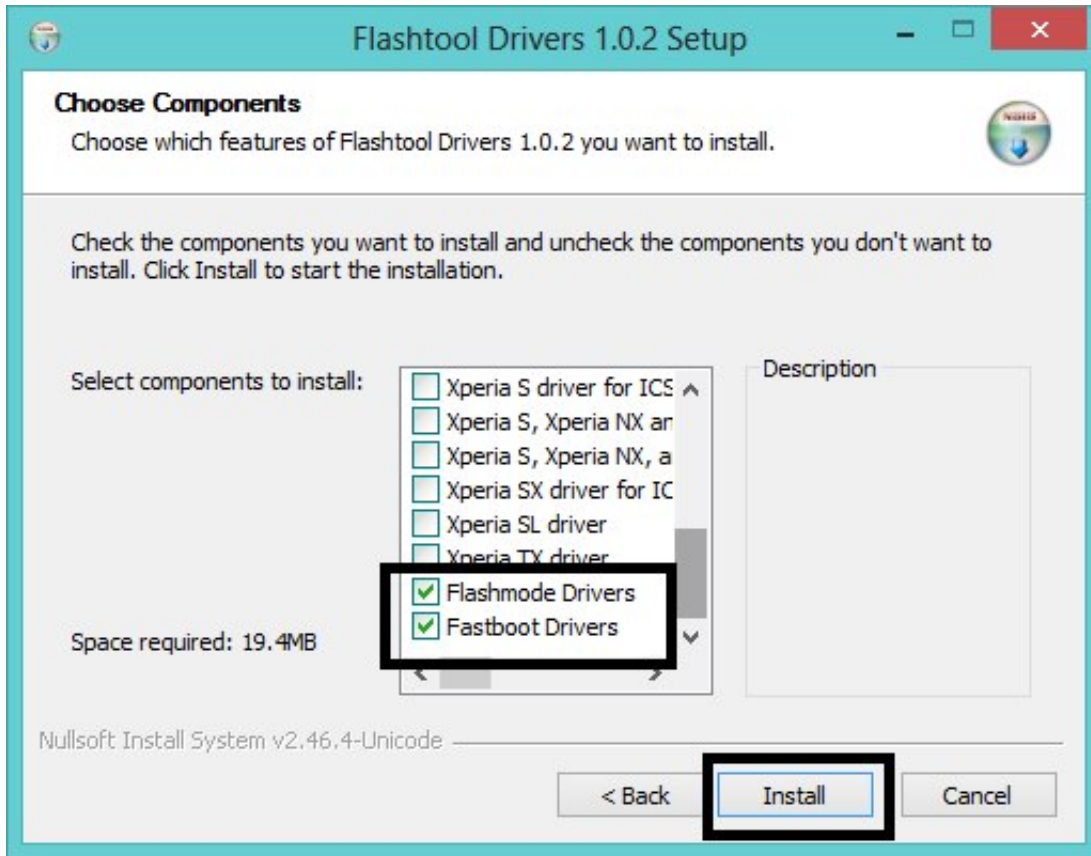 Flashtool Drivers 1.0.2 Setup
Choose Components
Choose which features of Flashtool Drivers 1.0.2 you want to install.
Check the components you want to install and uncheck the components you don't want to
install. Click Install to start the installation.
Select components to install:
Xperia S driver for ICS
Xperia S, Xperia NX an
Xperia S, Xperia NX, a
Xperia SX driver for IC
Xperia SL driver
Xperia TX driver
Flashmode Drivers
Fastboot Drivers
Description
Space required: 19.4MB
Nullsoft Install System v2.46.4-Unicode
< Back
Install
Cancel